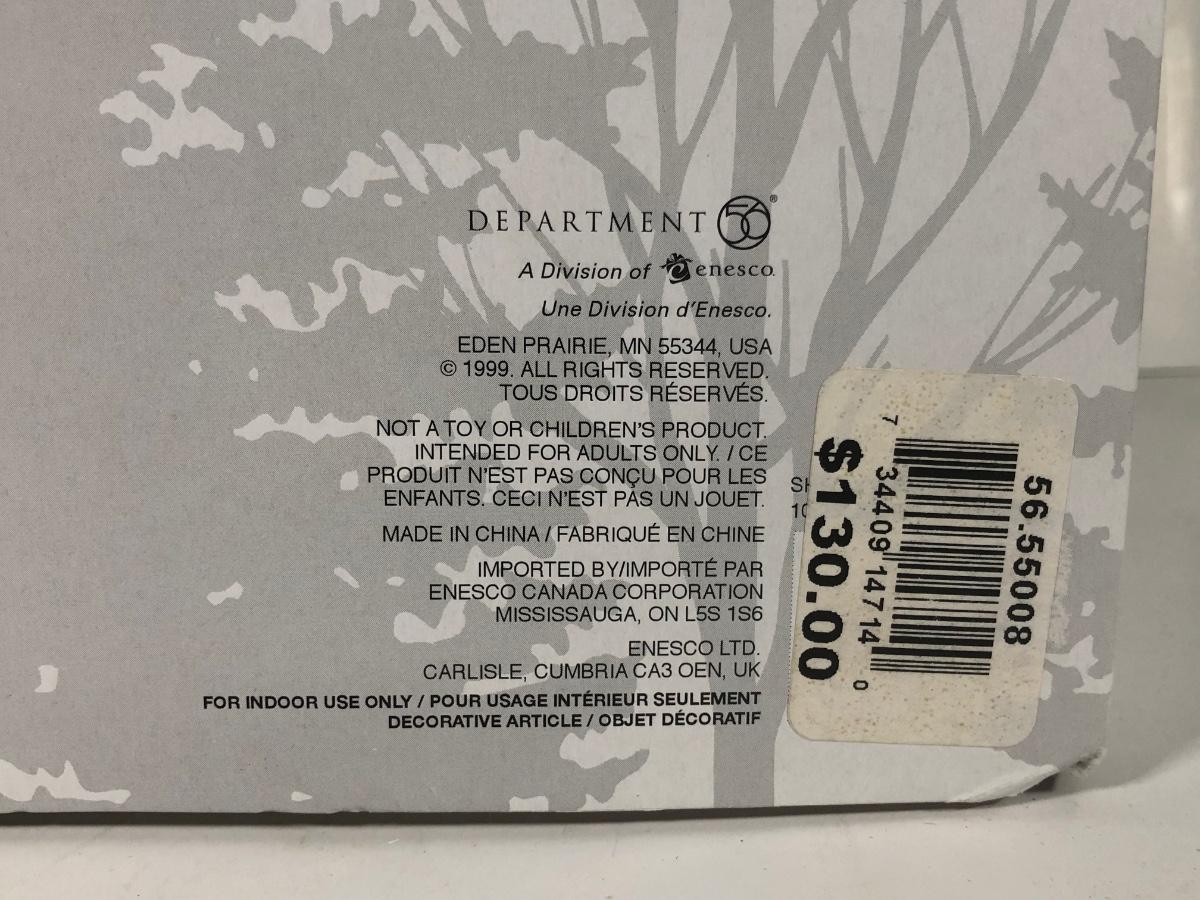 DEPARTMENT 56®
A Division of enesco.
Une Division d'Enesco.
EDEN PRAIRIE, MN 55344, USA
© 1999. ALL RIGHTS RESERVED.
TOUS DROITS RÉSERVÉS.
NOT A TOY OR CHILDREN'S PRODUCT.
INTENDED FOR ADULTS ONLY. / CE
PRODUIT N'EST PAS CONÇU POUR LES
ENFANTS. CECI N'EST PAS UN JOUET.
MADE IN CHINA / FABRIQUÉ EN CHINE
IMPORTED BY/IMPORTÉ PAR
ENESCO CANADA CORPORATION
MISSISSAUGA, ON L5S 1S6
ENESCO LTD.
CARLISLE, CUMBRIA CA3 OEN, UK
FOR INDOOR USE ONLY / POUR USAGE INTÉRIEUR SEULEMENT
DECORATIVE ARTICLE / OBJET DÉCORATIF
56.55008
7 34409 14714 0
$130.00